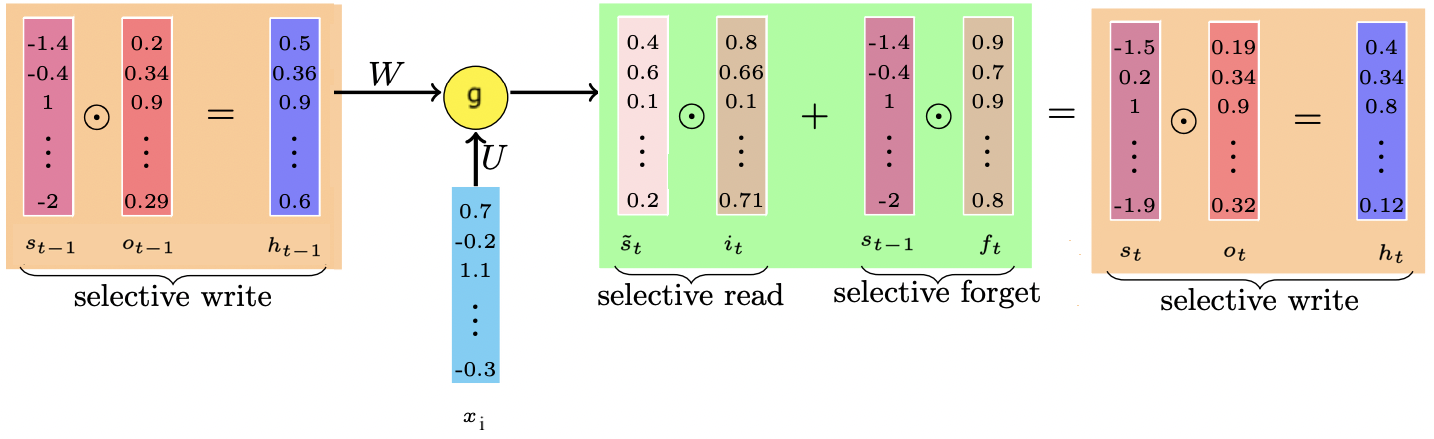 -1.4 0.2 0.5 0.4 0.8 -1.4 0.9 -1.5 0.19 0.4
-0.4 0.34 0.36 W g 0.6 0.66 -0.4 0.7 0.2 0.34 0.34
1 ⊙ 0.9 = 0.9 0.1 ⊙ 0.1 + 1 ⊙ 0.9 = 1 ⊙ 0.9 = 0.8
⋮ ⋮ ⋮ U ⋮ ⋮ ⋮ ⋮ ⋮ ⋮ ⋮
-2 0.29 0.6 0.2 0.71 -2 0.8 -1.9 0.32 0.12
s_{t-1} o_{t-1} h_{t-1} s̃_t i_t s_{t-1} f_t s_t o_t h_t
selective write selective read selective forget selective write
0.7
-0.2
1.1
⋮
-0.3
x_i